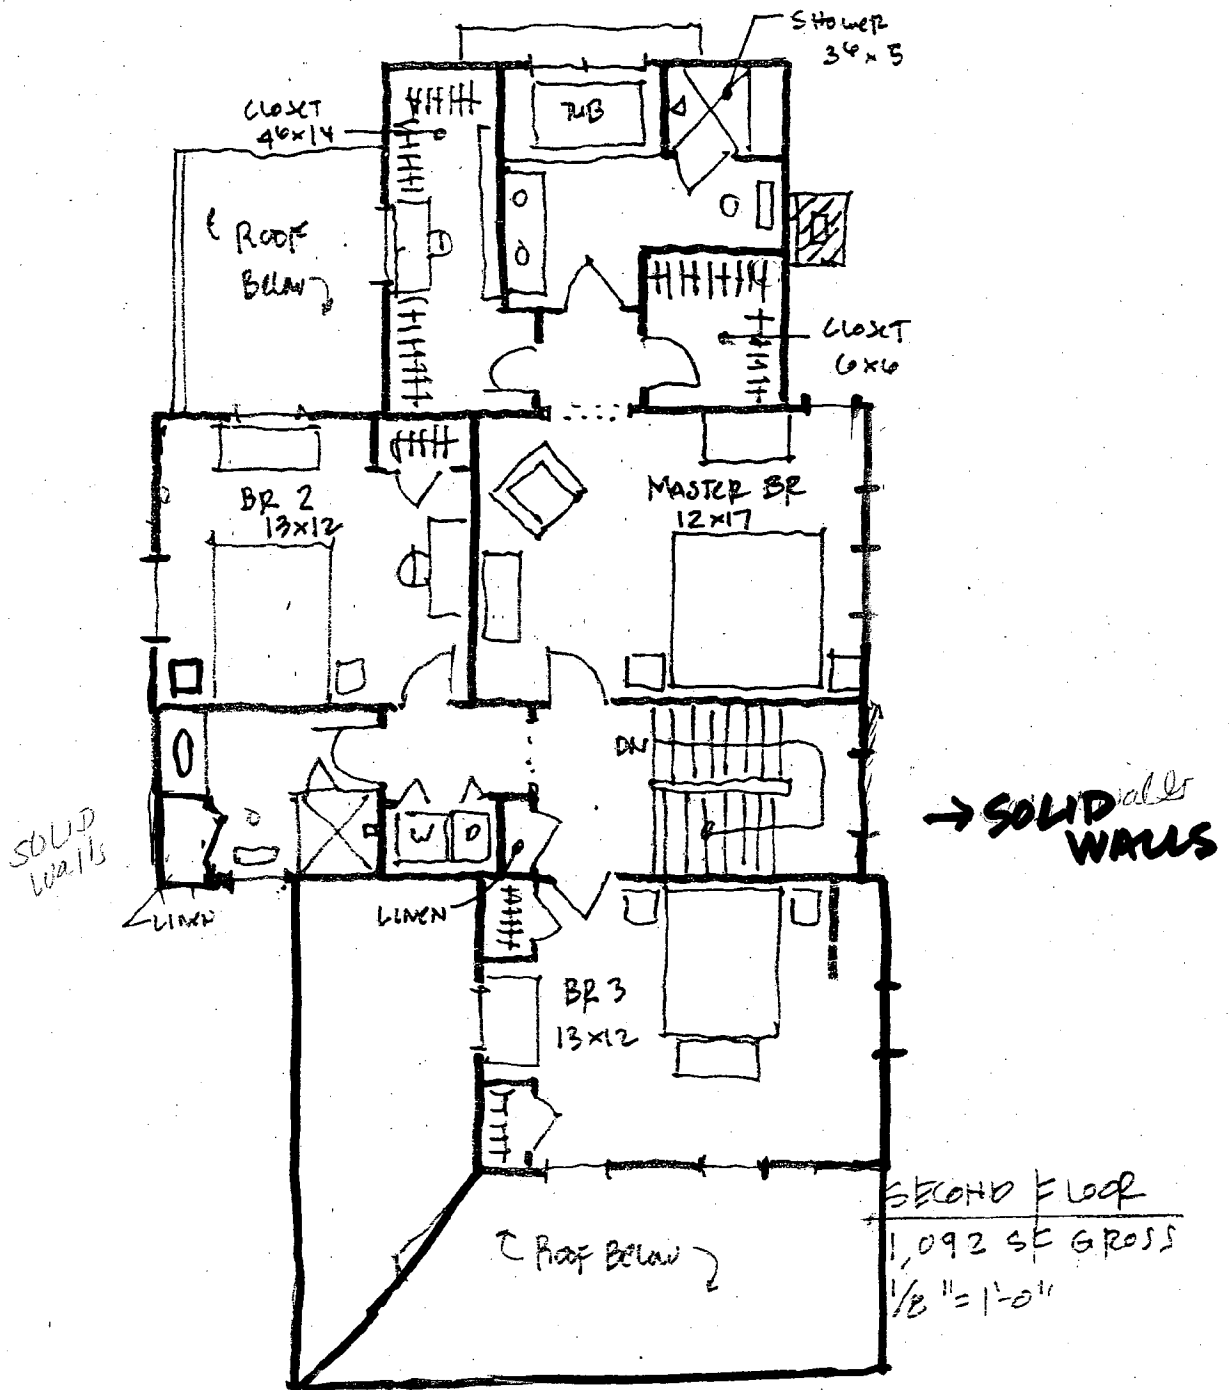 SHOWER
3⁶ x 5
CLOSET
4⁶x14
TUB
ROOF
BELOW
CLOSET
6x6
BR 2
13x12
MASTER BR
12x17
DN
SOLID
WALLS
→ SOLID
WALLS
W D
LINEN
LINEN
BR 3
13x12
ROOF BELOW
SECOND FLOOR
1,092 SF GROSS
1/8" = 1'-0"